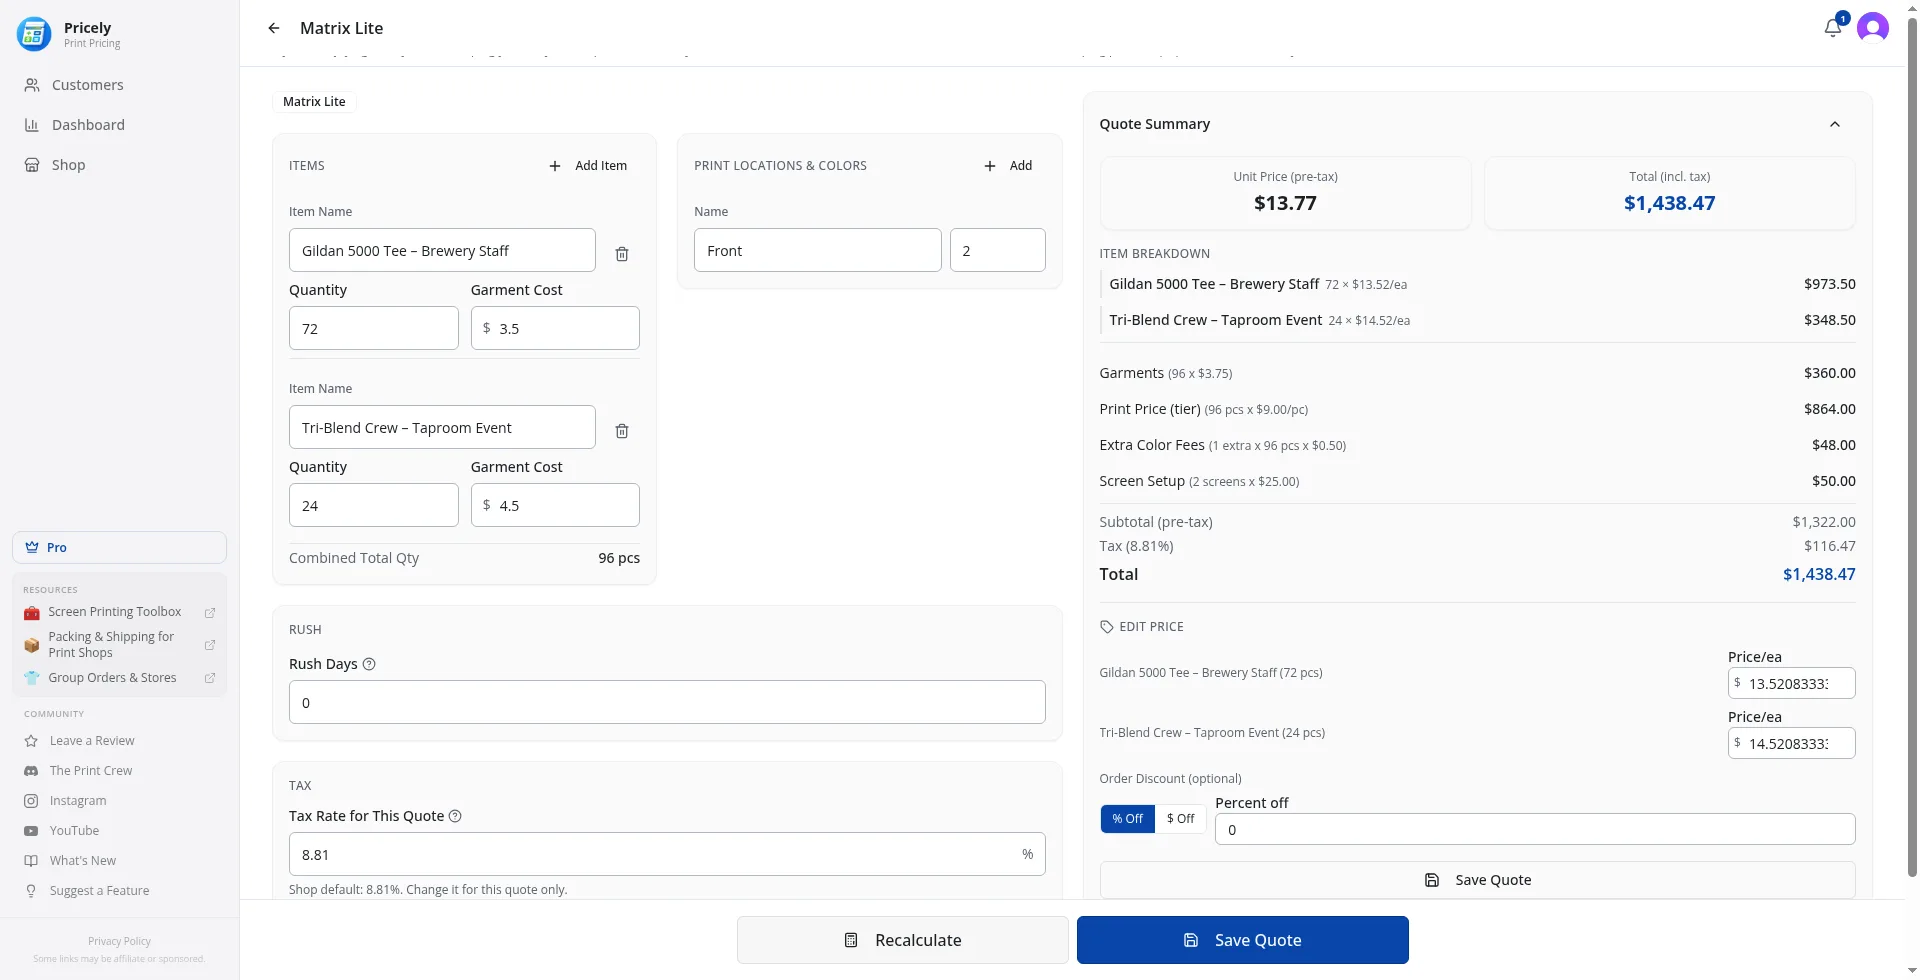 Pricely
Print Pricing
Customers
Dashboard
Shop
Pro
RESOURCES
Screen Printing Toolbox
Packing & Shipping for
Print Shops
Group Orders & Stores
COMMUNITY
Leave a Review
The Print Crew
Instagram
YouTube
What's New
Suggest a Feature
Privacy Policy
Some links may be affiliate or sponsored.
Matrix Lite
1
Matrix Lite
ITEMS
Add Item
Item Name
Gildan 5000 Tee – Brewery Staff
Quantity
Garment Cost
72
$ 3.5
Item Name
Tri-Blend Crew – Taproom Event
Quantity
Garment Cost
24
$ 4.5
Combined Total Qty
96 pcs
PRINT LOCATIONS & COLORS
Add
Name
Front
2
RUSH
Rush Days
0
TAX
Tax Rate for This Quote
8.81
%
Shop default: 8.81%. Change it for this quote only.
Quote Summary
Unit Price (pre-tax)
$13.77
Total (incl. tax)
$1,438.47
ITEM BREAKDOWN
Gildan 5000 Tee – Brewery Staff 72 × $13.52/ea $973.50
Tri-Blend Crew – Taproom Event 24 × $14.52/ea $348.50
Garments (96 x $3.75) $360.00
Print Price (tier) (96 pcs x $9.00/pc) $864.00
Extra Color Fees (1 extra x 96 pcs x $0.50) $48.00
Screen Setup (2 screens x $25.00) $50.00
Subtotal (pre-tax) $1,322.00
Tax (8.81%) $116.47
Total $1,438.47
EDIT PRICE
Price/ea
Gildan 5000 Tee – Brewery Staff (72 pcs)
$ 13.52083333
Price/ea
Tri-Blend Crew – Taproom Event (24 pcs)
$ 14.52083333
Order Discount (optional)
% Off
$ Off
Percent off
0
Save Quote
Recalculate
Save Quote